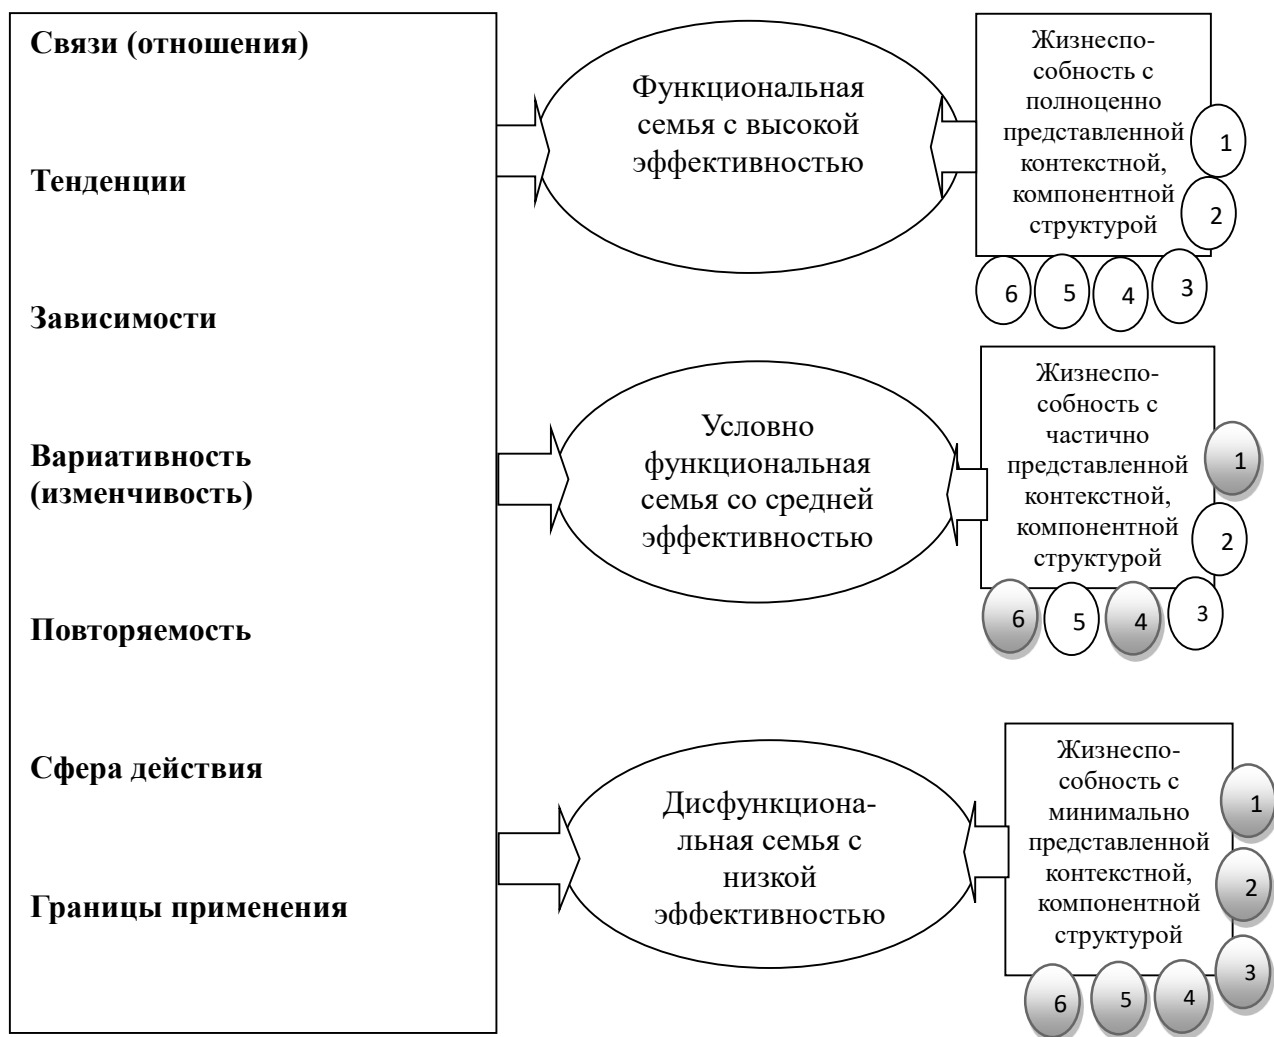 Связи (отношения)
Тенденции
Зависимости
Вариативность
(изменчивость)
Повторяемость
Сфера действия
Границы применения
Функциональная
семья с высокой
эффективностью
Жизнеспо-
собность с
полноценно
представленной
контекстной,
компонентной
структурой
1
2
3
4
5
6
Условно
функциональная
семья со средней
эффективностью
Жизнеспо-
собность с
частично
представленной
контекстной,
компонентной
структурой
1
2
3
4
5
6
Дисфункциона-
льная семья с
низкой
эффективностью
Жизнеспо-
собность с
минимально
представленной
контекстной,
компонентной
структурой
1
2
3
4
5
6